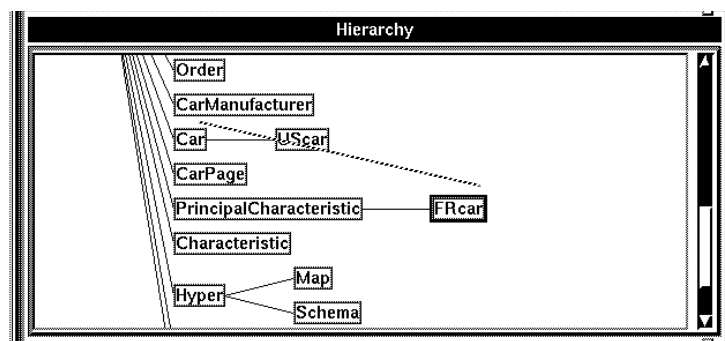 Hierarchy
Order
CarManufacturer
Car UScar
CarPage
PrincipalCharacteristic FRcar
Characteristic
Map
Hyper
Schema